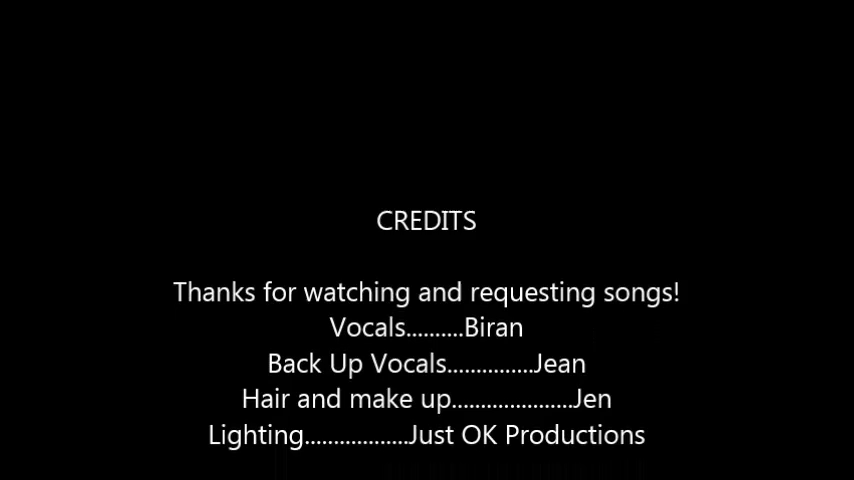 CREDITS
Thanks for watching and requesting songs!
Vocals..........Biran
Back Up Vocals...............Jean
Hair and make up.....................Jen
Lighting..................Just OK Productions